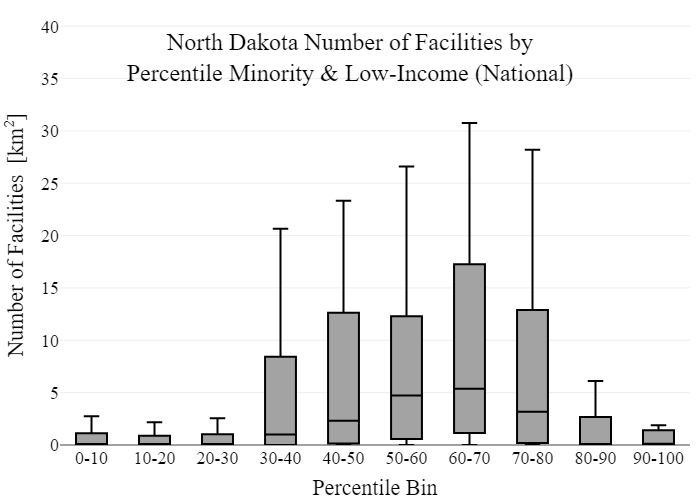 North Dakota Number of Facilities by
Percentile Minority & Low-Income (National)
Number of Facilities [km²]
40
35
30
25
20
15
10
5
0
0-10 10-20 20-30 30-40 40-50 50-60 60-70 70-80 80-90 90-100
Percentile Bin